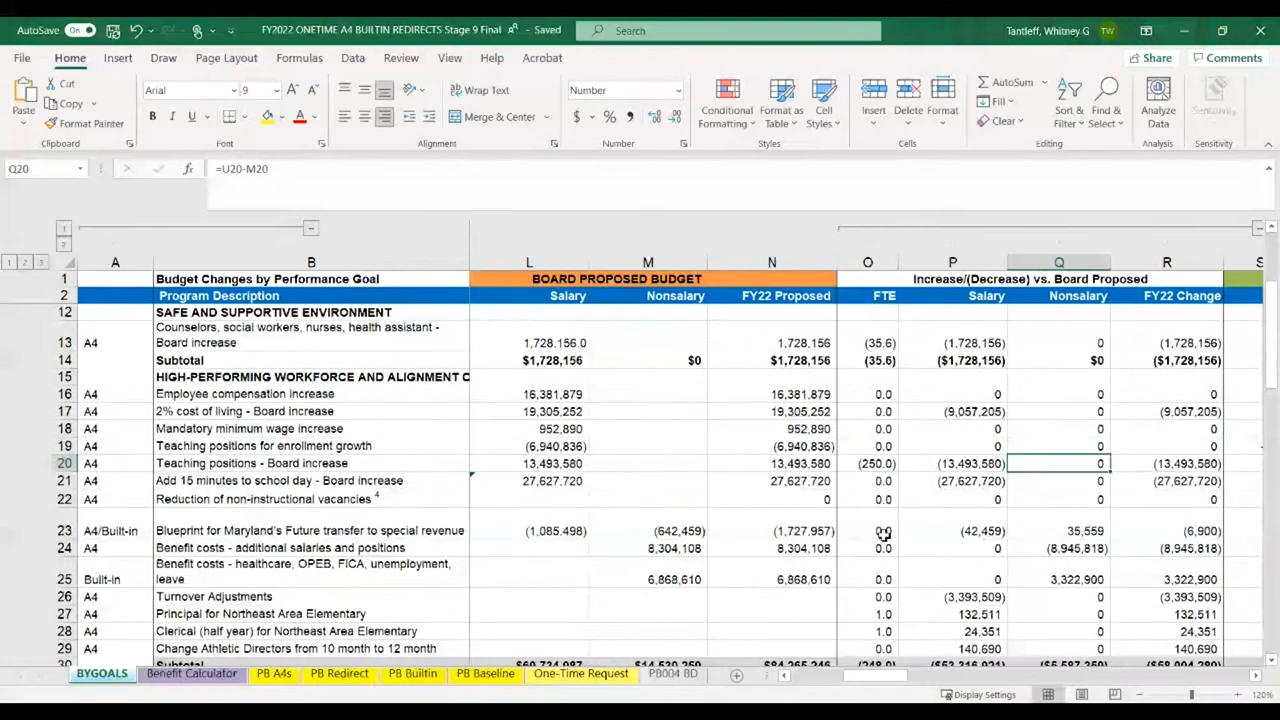 AutoSave On FY2022 ONETIME A4 BUILTIN REDIRECTS Stage 9 Final - Saved Search Tantleff, Whitney G TW
File Home Insert Draw Page Layout Formulas Data Review View Help Acrobat Share Comments
Paste Cut Copy Format Painter Arial 9 B I U A Wrap Text Merge & Center Number $ % Conditional Formatting Format as Table Cell Styles Insert Delete Format AutoSum Fill Clear Sort & Filter Find & Select Analyze Data Sensitivity
Clipboard Font Alignment Number Styles Cells Editing Analysis Sensitivity
Q20 fx =U20-M20
1
2
1 2 3 A B L M N O P Q R S
1 Budget Changes by Performance Goal BOARD PROPOSED BUDGET Increase/(Decrease) vs. Board Proposed
2 Program Description Salary Nonsalary FY22 Proposed FTE Salary Nonsalary FY22 Change
12 SAFE AND SUPPORTIVE ENVIRONMENT
13 A4 Counselors, social workers, nurses, health assistant -
Board increase 1,728,156.0 1,728,156 (35.6) (1,728,156) 0 (1,728,156)
14 Subtotal $1,728,156 $0 $1,728,156 (35.6) ($1,728,156) $0 ($1,728,156)
15 HIGH-PERFORMING WORKFORCE AND ALIGNMENT C
16 A4 Employee compensation increase 16,381,879 16,381,879 0.0 0 0 0
17 A4 2% cost of living - Board increase 19,305,252 19,305,252 0.0 (9,057,205) 0 (9,057,205)
18 A4 Mandatory minimum wage increase 952,890 952,890 0.0 0 0 0
19 A4 Teaching positions for enrollment growth (6,940,836) (6,940,836) 0.0 0 0 0
20 A4 Teaching positions - Board increase 13,493,580 13,493,580 (250.0) (13,493,580) 0 (13,493,580)
21 A4 Add 15 minutes to school day - Board increase 27,627,720 27,627,720 0.0 (27,627,720) 0 (27,627,720)
22 A4 Reduction of non-instructional vacancies 4 0 0.0 0 0 0
23 A4/Built-in Blueprint for Maryland's Future transfer to special revenue (1,085,498) (642,459) (1,727,957) 0.0 (42,459) 35,559 (6,900)
24 A4 Benefit costs - additional salaries and positions 8,304,108 8,304,108 0.0 0 (8,945,818) (8,945,818)
25 Built-in Benefit costs - healthcare, OPEB, FICA, unemployment,
leave 6,868,610 6,868,610 0.0 0 3,322,900 3,322,900
26 A4 Turnover Adjustments 0.0 (3,393,509) 0 (3,393,509)
27 A4 Principal for Northeast Area Elementary 1.0 132,511 0 132,511
28 A4 Clerical (half year) for Northeast Area Elementary 1.0 24,351 0 24,351
29 A4 Change Athletic Directors from 10 month to 12 month 0.0 140,690 0 140,690
30 Subtotal
BYGOALS Benefit Calculator PB A4s PB Redirect PB Builtin PB Baseline One-Time Request PB004 BD
Display Settings 120%